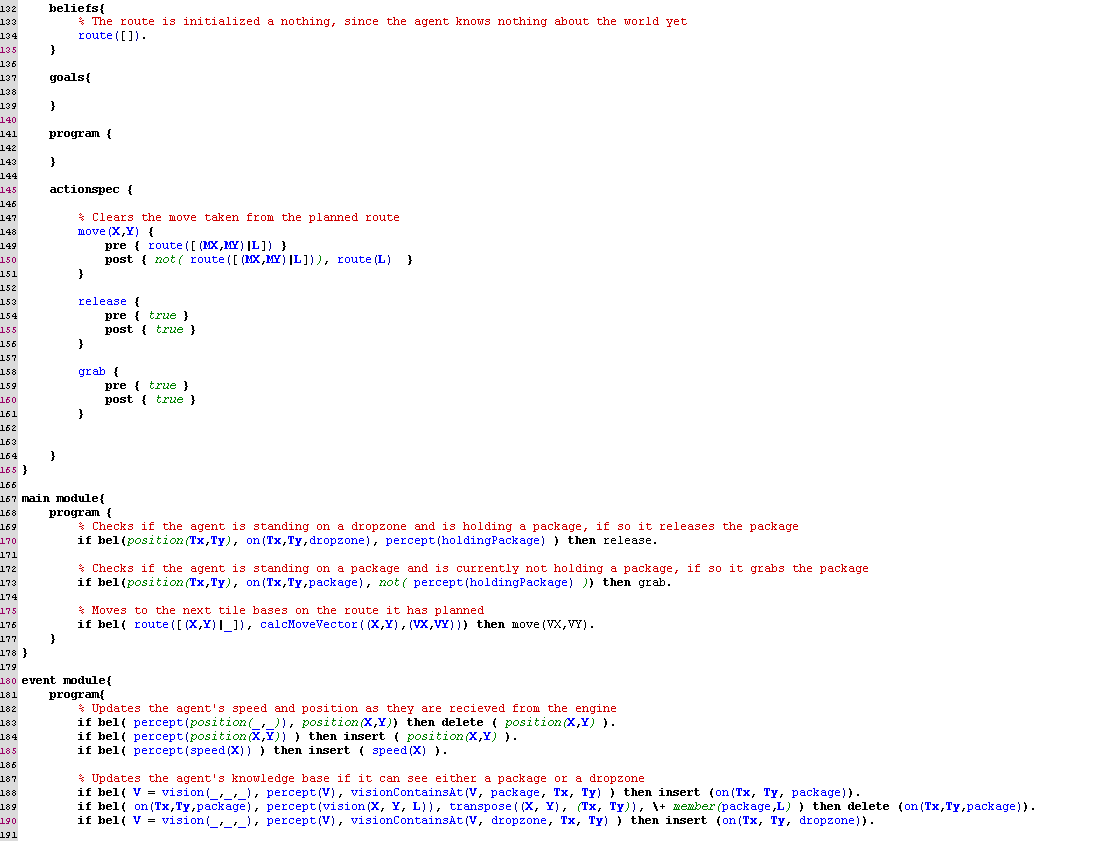 132 beliefs{
133 % The route is initialized a nothing, since the agent knows nothing about the world yet
134 route([]).
135 }
136
137 goals{
138
139 }
140
141 program {
142
143 }
144
145 actionspec {
146
147 % Clears the move taken from the planned route
148 move(X,Y) {
149 pre { route([(MX,MY)|L]) }
150 post { not( route([(MX,MY)|L])), route(L) }
151 }
152
153 release {
154 pre { true }
155 post { true }
156 }
157
158 grab {
159 pre { true }
160 post { true }
161 }
162
163
164 }
165 }
166
167 main module{
168 program {
169 % Checks if the agent is standing on a dropzone and is holding a package, if so it releases the package
170 if bel(position(Tx,Ty), on(Tx,Ty,dropzone), percept(holdingPackage) ) then release.
171
172 % Checks if the agent is standing on a package and is currently not holding a package, if so it grabs the package
173 if bel(position(Tx,Ty), on(Tx,Ty,package), not( percept(holdingPackage) )) then grab.
174
175 % Moves to the next tile bases on the route it has planned
176 if bel( route([(X,Y)|_]), calcMoveVector((X,Y),(VX,VY))) then move(VX,VY).
177 }
178 }
179
180 event module{
181 program{
182 % Updates the agent's speed and position as they are recieved from the engine
183 if bel( percept(position(_,_)), position(X,Y)) then delete ( position(X,Y) ).
184 if bel( percept(position(X,Y)) ) then insert ( position(X,Y) ).
185 if bel( percept(speed(X)) ) then insert ( speed(X) ).
186
187 % Updates the agent's knowledge base if it can see either a package or a dropzone
188 if bel( V = vision(_,_,_), percept(V), visionContainsAt(V, package, Tx, Ty) ) then insert (on(Tx, Ty, package)).
189 if bel( on(Tx,Ty,package), percept(vision(X, Y, L)), transpose((X, Y), (Tx, Ty)), \+ member(package,L) ) then delete (on(Tx,Ty,package)).
190 if bel( V = vision(_,_,_), percept(V), visionContainsAt(V, dropzone, Tx, Ty) ) then insert (on(Tx, Ty, dropzone)).
191